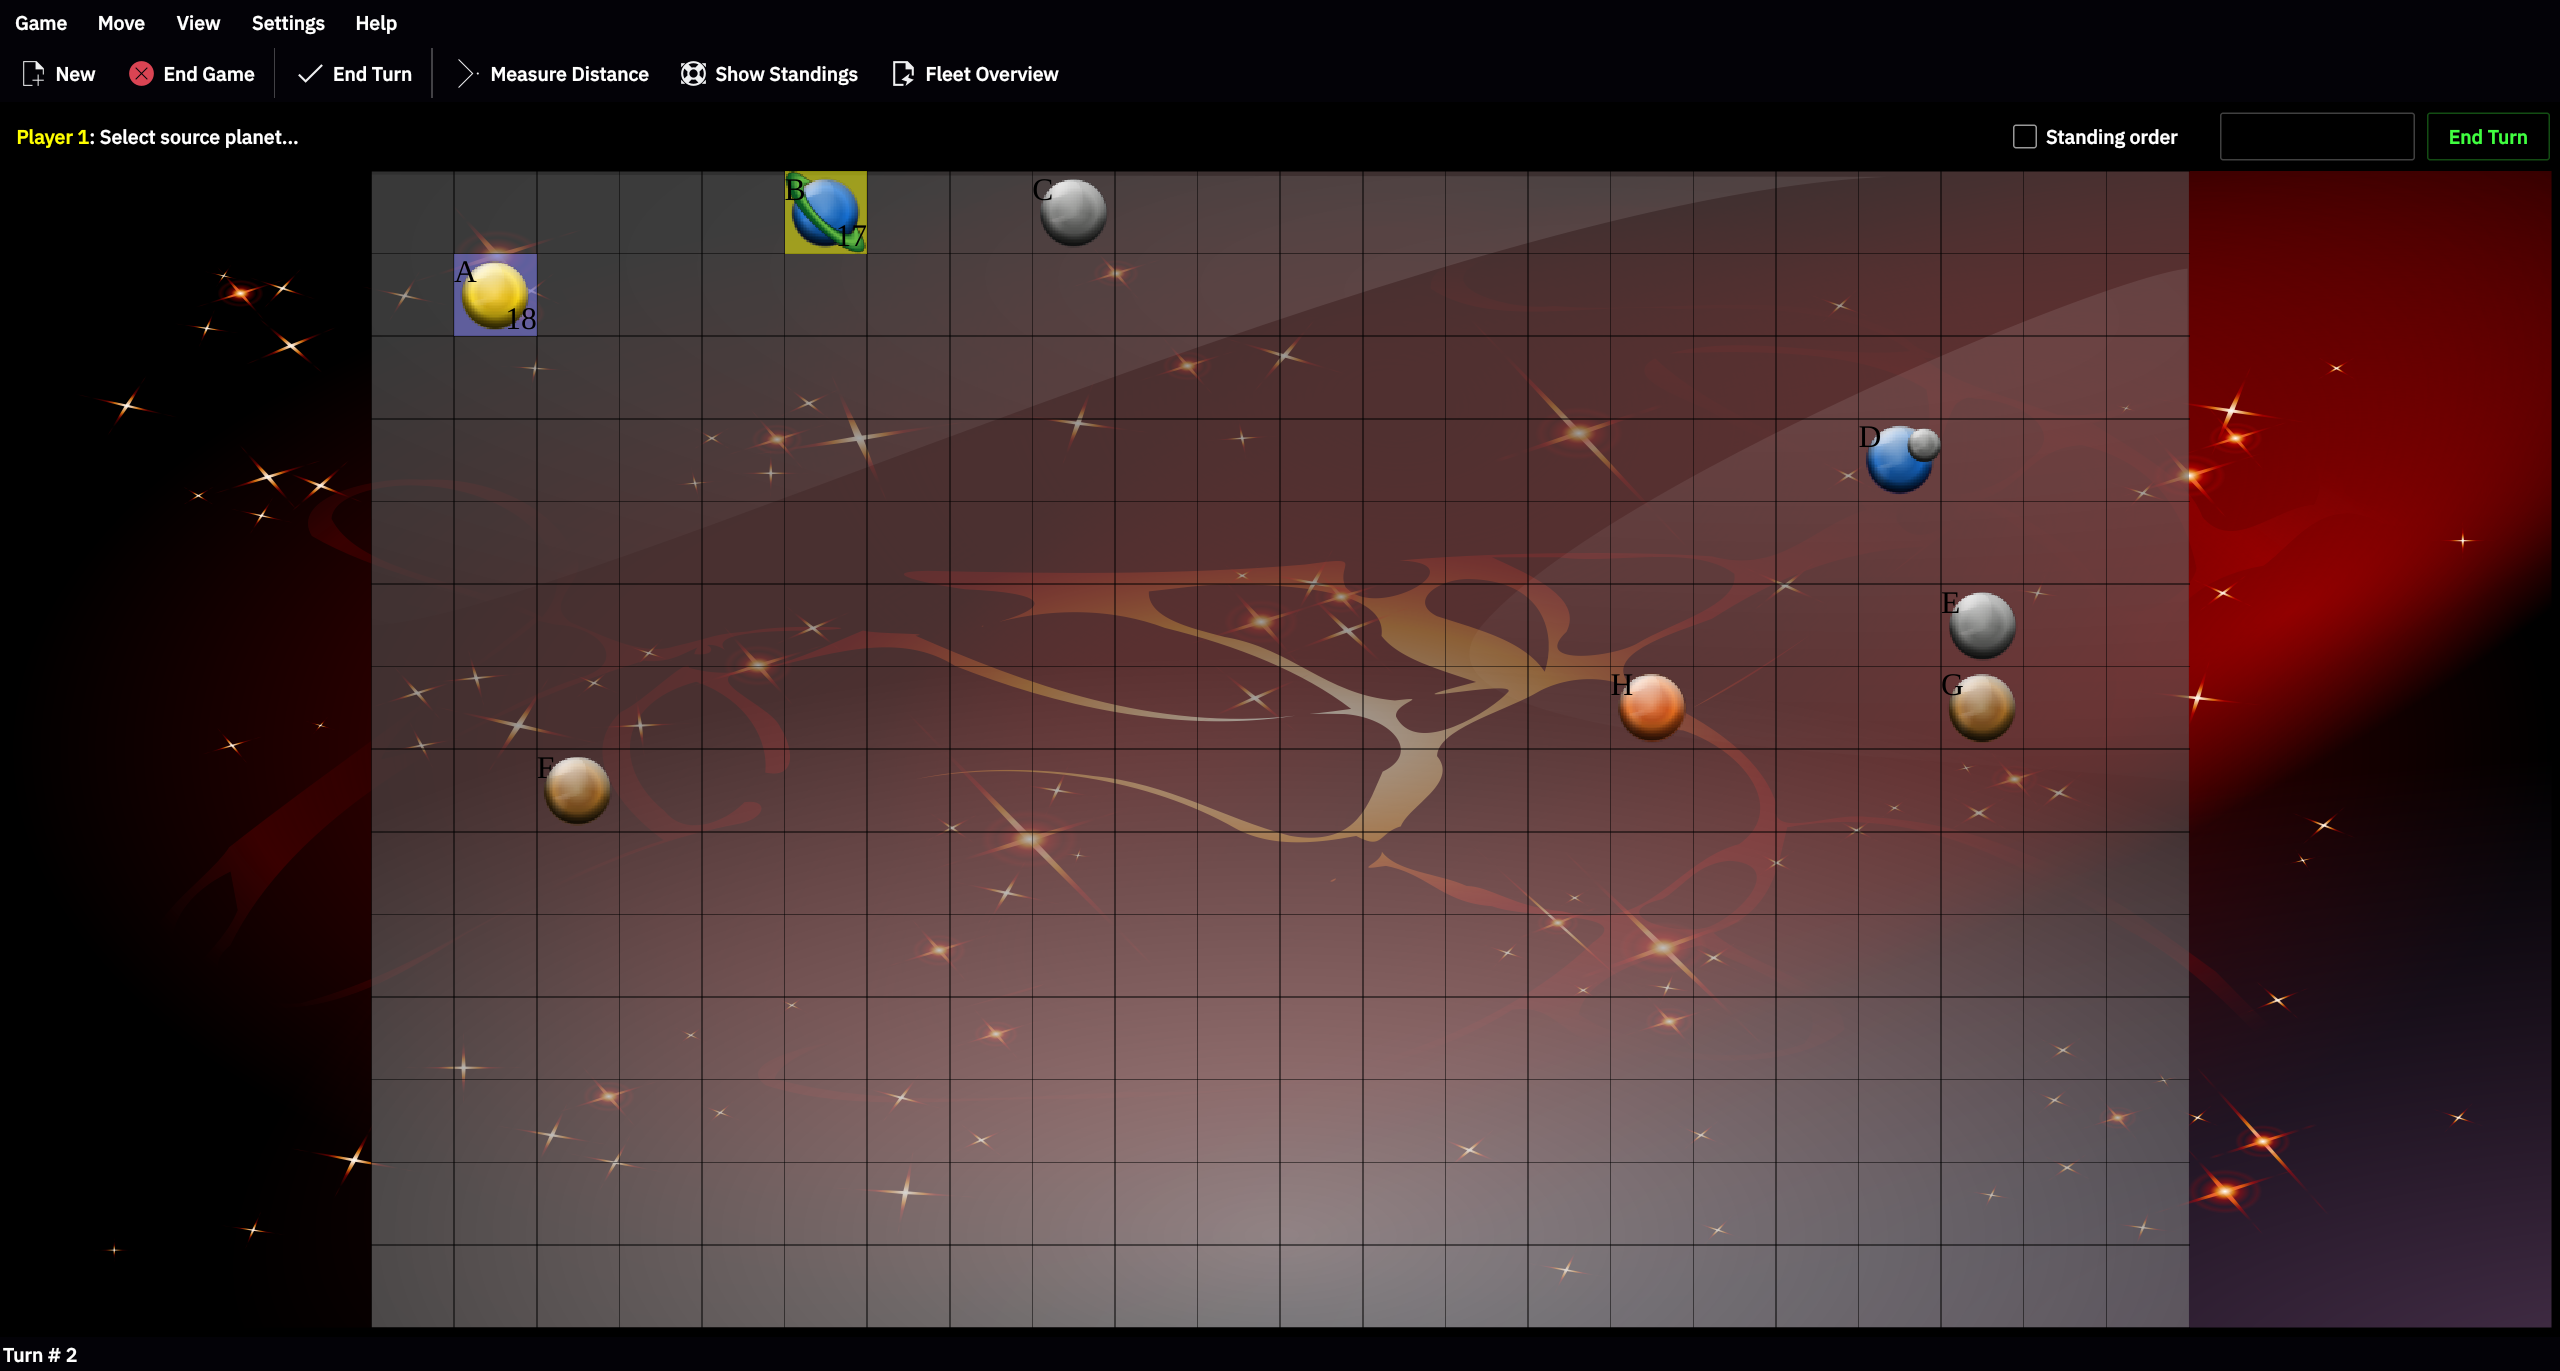 Game Move View Settings Help
New End Game End Turn Measure Distance Show Standings Fleet Overview
Player 1: Select source planet... Standing order End Turn
B C
17
A
18
D
E
H G
F
Turn # 2